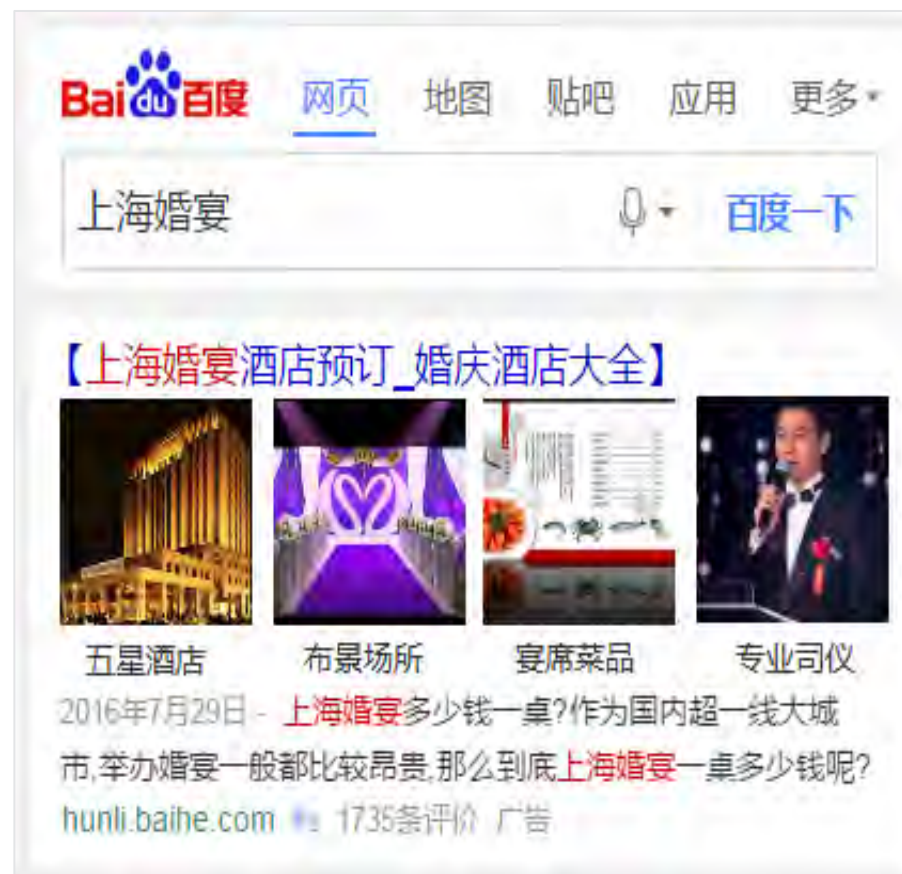 Baidu百度 网页 地图 贴吧 应用 更多
上海婚宴 百度一下
【上海婚宴酒店预订_婚庆酒店大全】
五星酒店 布景场所 宴席菜品 专业司仪
2016年7月29日 - 上海婚宴多少钱一桌?作为国内超一线大城
市,举办婚宴一般都比较昂贵,那么到底上海婚宴一桌多少钱呢?
hunli.baihe.com 1735条评价 广告